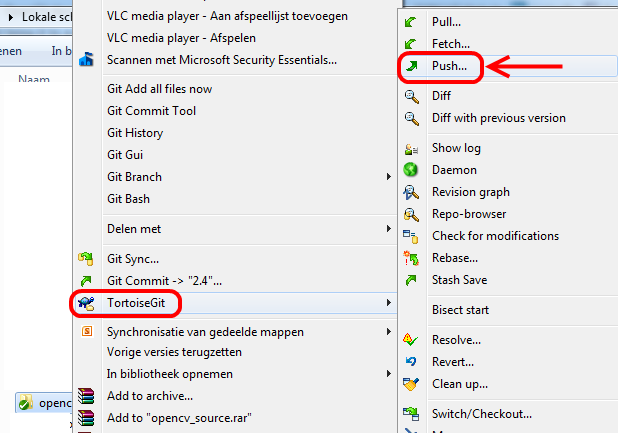 Lokale sch
enen
In b
Naam
opencv
VLC media player - Aan afspeellijst toevoegen
VLC media player - Afspelen
Scannen met Microsoft Security Essentials...
Git Add all files now
Git Commit Tool
Git History
Git Gui
Git Branch
Git Bash
Delen met
Git Sync...
Git Commit -> "2.4"...
TortoiseGit
Synchronisatie van gedeelde mappen
Vorige versies terugzetten
In bibliotheek opnemen
Add to archive...
Add to "opencv_source.rar"
Pull...
Fetch...
Push...
Diff
Diff with previous version
Show log
Daemon
Revision graph
Repo-browser
Check for modifications
Rebase...
Stash Save
Bisect start
Resolve...
Revert...
Clean up...
Switch/Checkout...